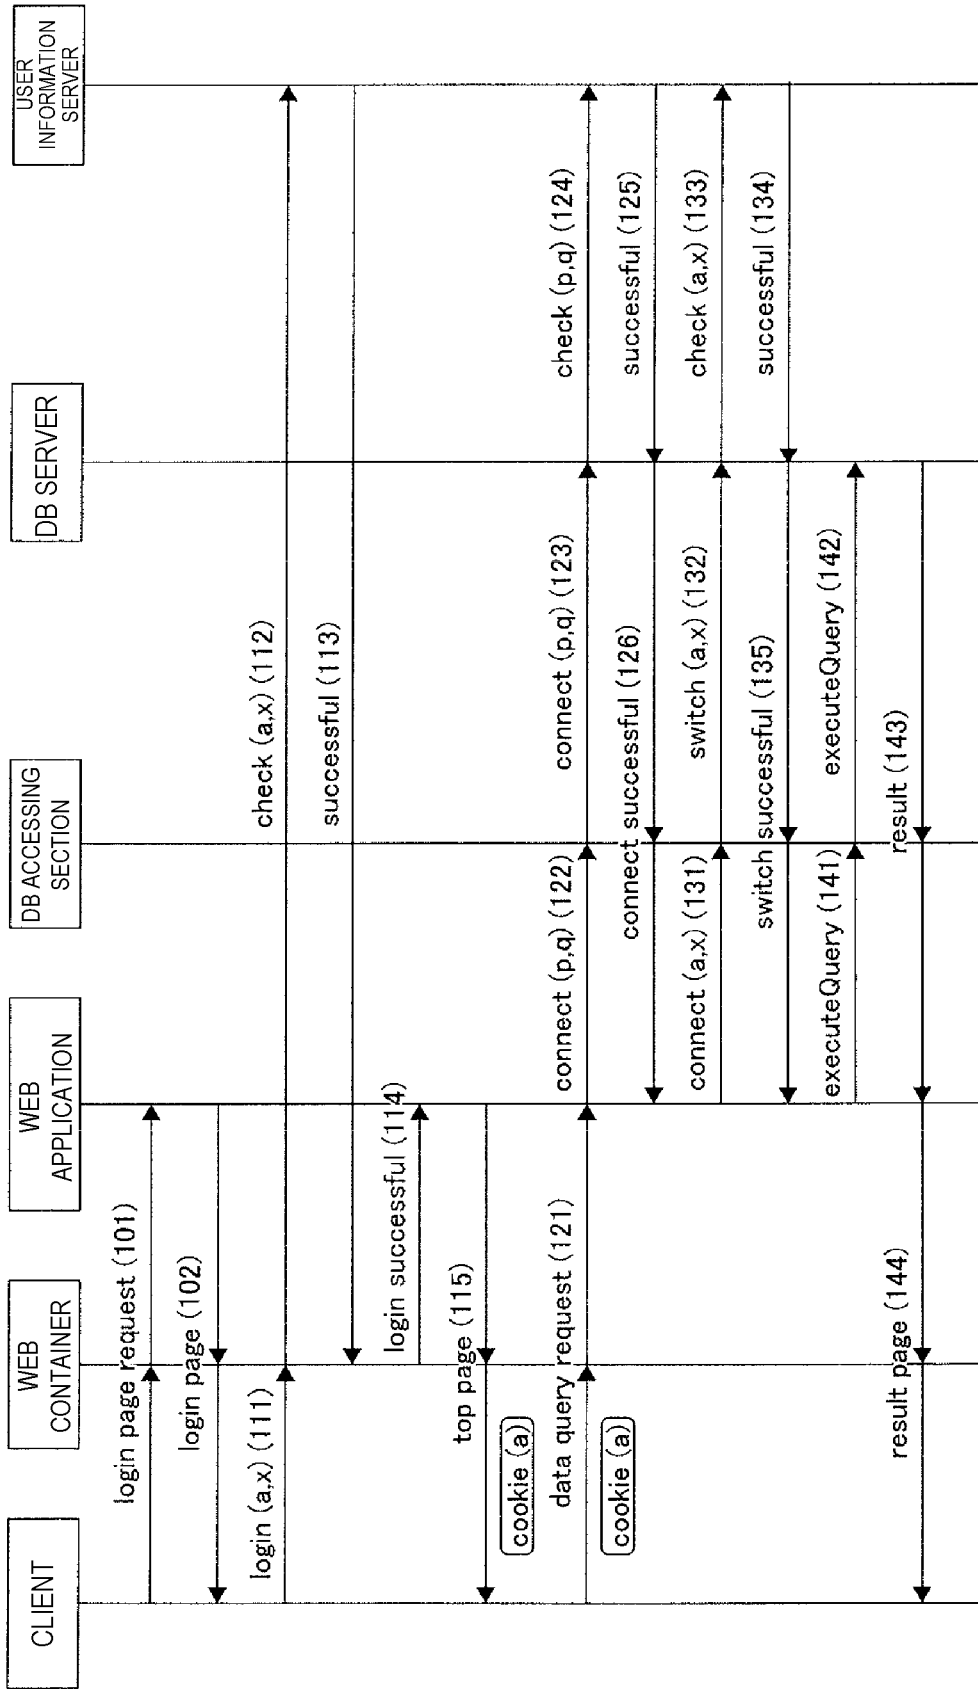 CLIENT
WEB
CONTAINER
WEB
APPLICATION
DB ACCESSING
SECTION
DB SERVER
USER
INFORMATION
SERVER
login page request (101)
login page (102)
login (a,x) (111)
check (a,x) (112)
successful (113)
login successful (114)
top page (115)
cookie (a)
data query request (121)
cookie (a)
connect (p,q) (122)
connect (p,q) (123)
check (p,q) (124)
successful (125)
connect successful (126)
connect (a,x) (131)
switch (a,x) (132)
check (a,x) (133)
successful (134)
switch successful (135)
executeQuery (141)
executeQuery (142)
result (143)
result page (144)